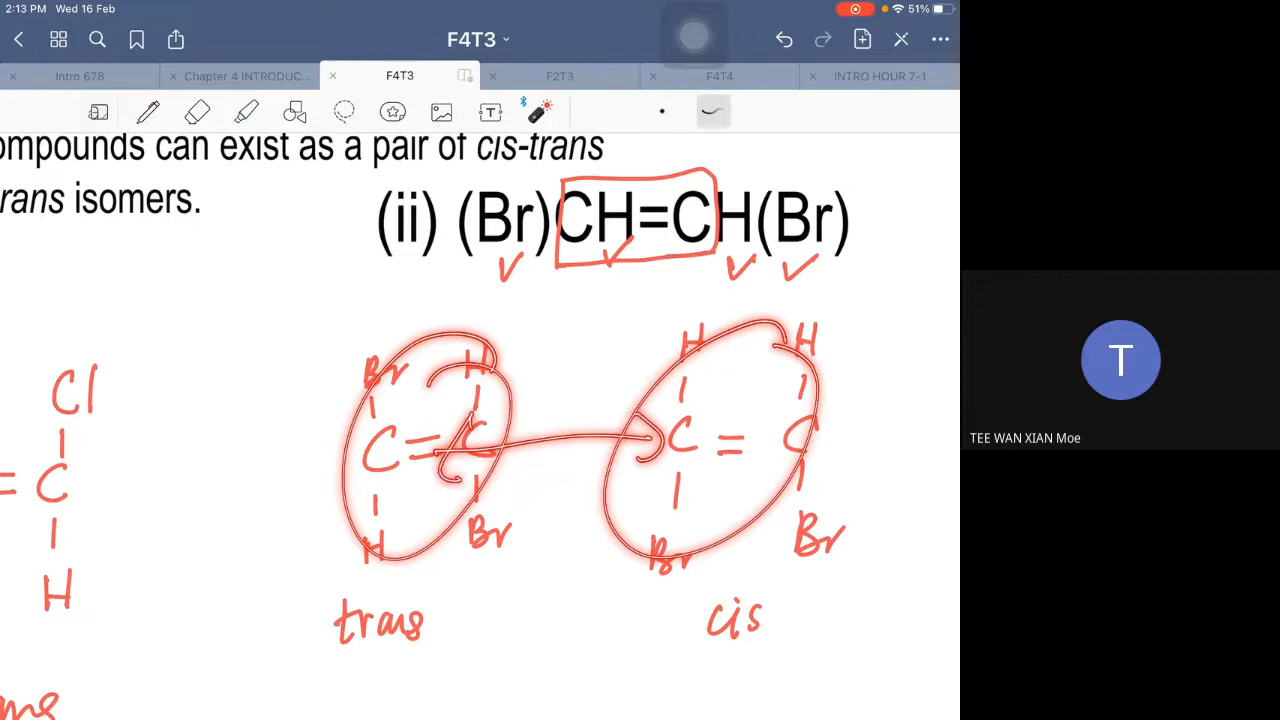 2:13 PM Wed 16 Feb
51%
F4T3
Intro 678
Chapter 4 INTRODUC...
F4T3
F2T3
F4T4
INTRO HOUR 7-1
ompounds can exist as a pair of cis-trans
rans isomers.
(ii) (Br)CH=CH(Br)
Cl
= C
H
Br H
C = C
H Br
trans
H H
C = C
Br Br
cis
T
TEE WAN XIAN Moe